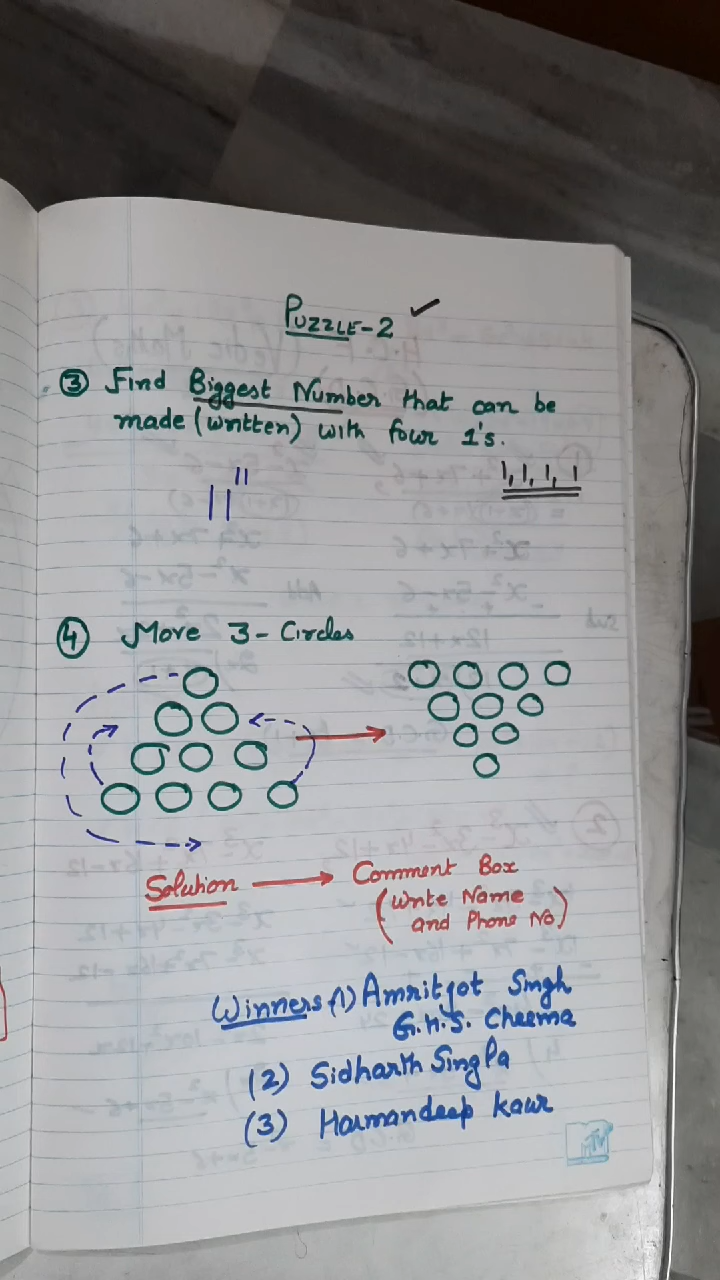 PUZZLE-2 ✓
③ Find Biggest Number that can be
made (written) with four 1's.
11¹¹
1, 1, 1, 1
④ Move 3-Circles
Solution → Comment Box
(Write Name
and Phone No)
Winners (1) Amritjot Singh
G.H.S. Cheema
(2) Sidharth Singla
(3) Harmandeep Kaur